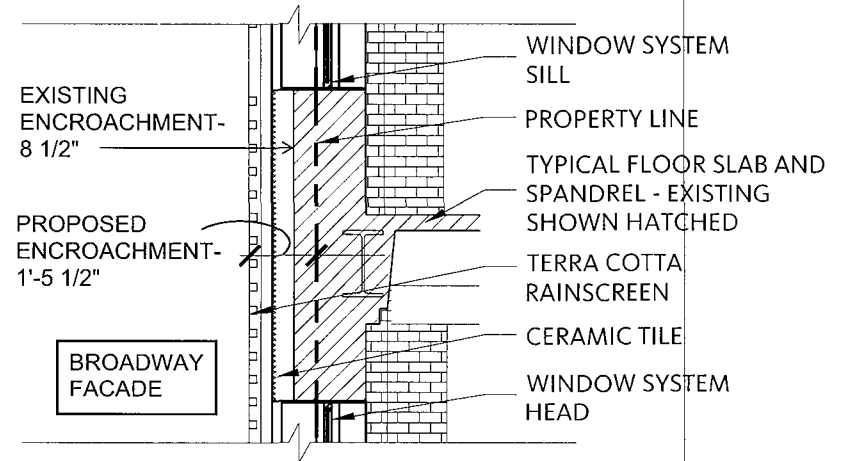 WINDOW SYSTEM
SILL
EXISTING
ENCROACHMENT-
8 1/2"
PROPERTY LINE
TYPICAL FLOOR SLAB AND
SPANDREL - EXISTING
SHOWN HATCHED
PROPOSED
ENCROACHMENT-
1'-5 1/2"
TERRA COTTA
RAINSCREEN
CERAMIC TILE
BROADWAY
FACADE
WINDOW SYSTEM
HEAD